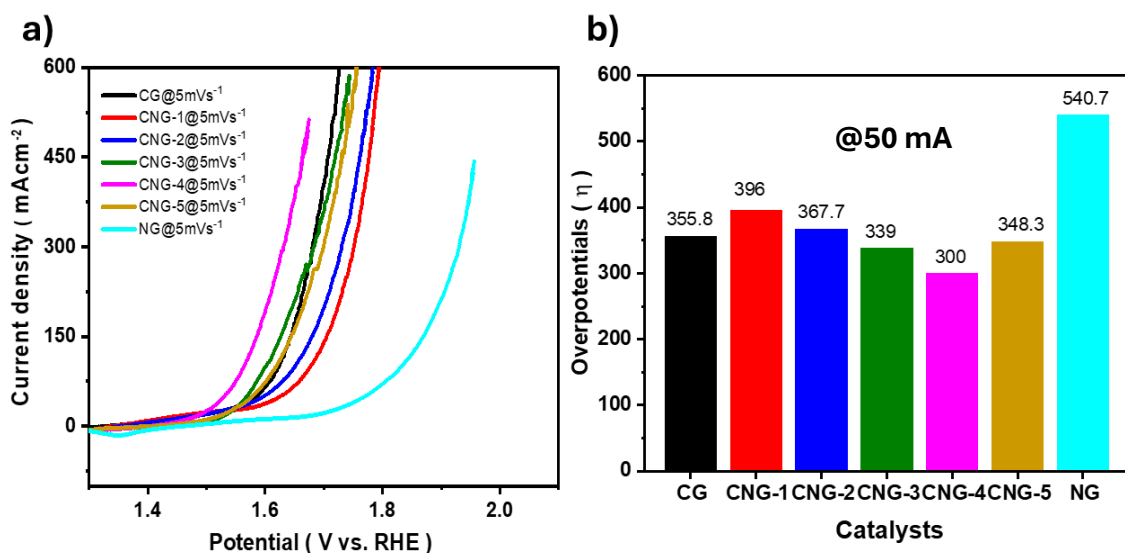 a)
600
450
300
150
0
1.4
1.6
1.8
2.0
Current density ( mAcm⁻²)
Potential ( V vs. RHE )
CG@5mVs⁻¹
CNG-1@5mVs⁻¹
CNG-2@5mVs⁻¹
CNG-3@5mVs⁻¹
CNG-4@5mVs⁻¹
CNG-5@5mVs⁻¹
NG@5mVs⁻¹
b)
600
500
400
300
200
100
0
Overpotentials ( η )
@50 mA
355.8
396
367.7
339
300
348.3
540.7
CG
CNG-1
CNG-2
CNG-3
CNG-4
CNG-5
NG
Catalysts